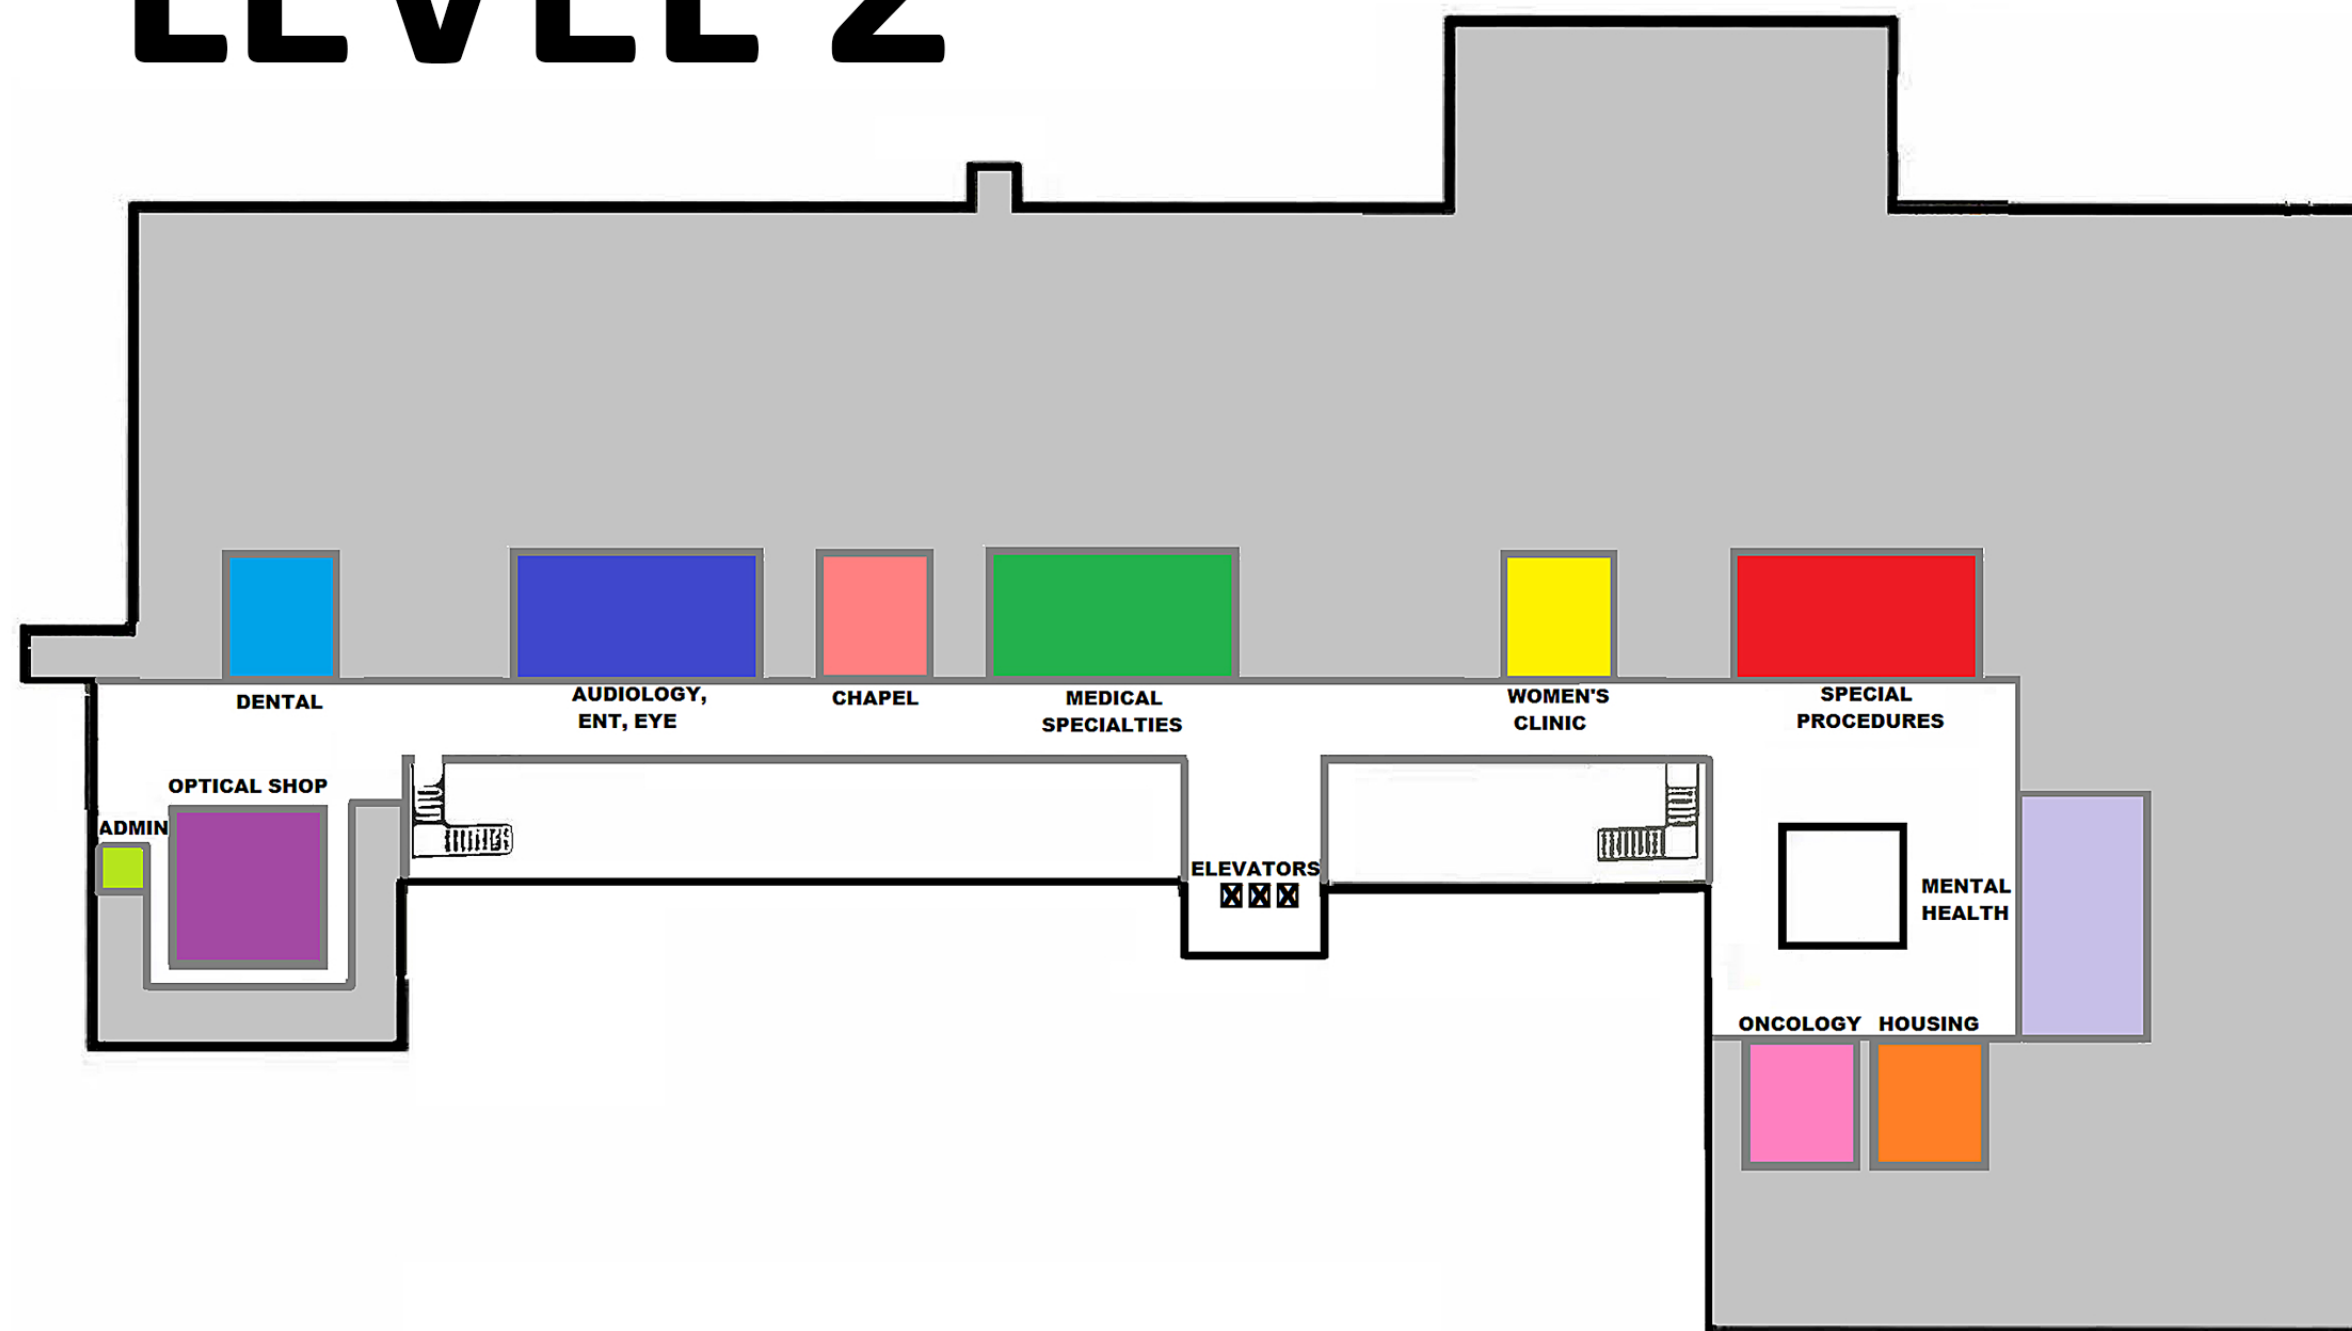 LEVEL 2
DENTAL
AUDIOLOGY,
ENT, EYE
CHAPEL
MEDICAL
SPECIALTIES
WOMEN'S
CLINIC
SPECIAL
PROCEDURES
OPTICAL SHOP
ADMIN
ELEVATORS
MENTAL
HEALTH
ONCOLOGY
HOUSING